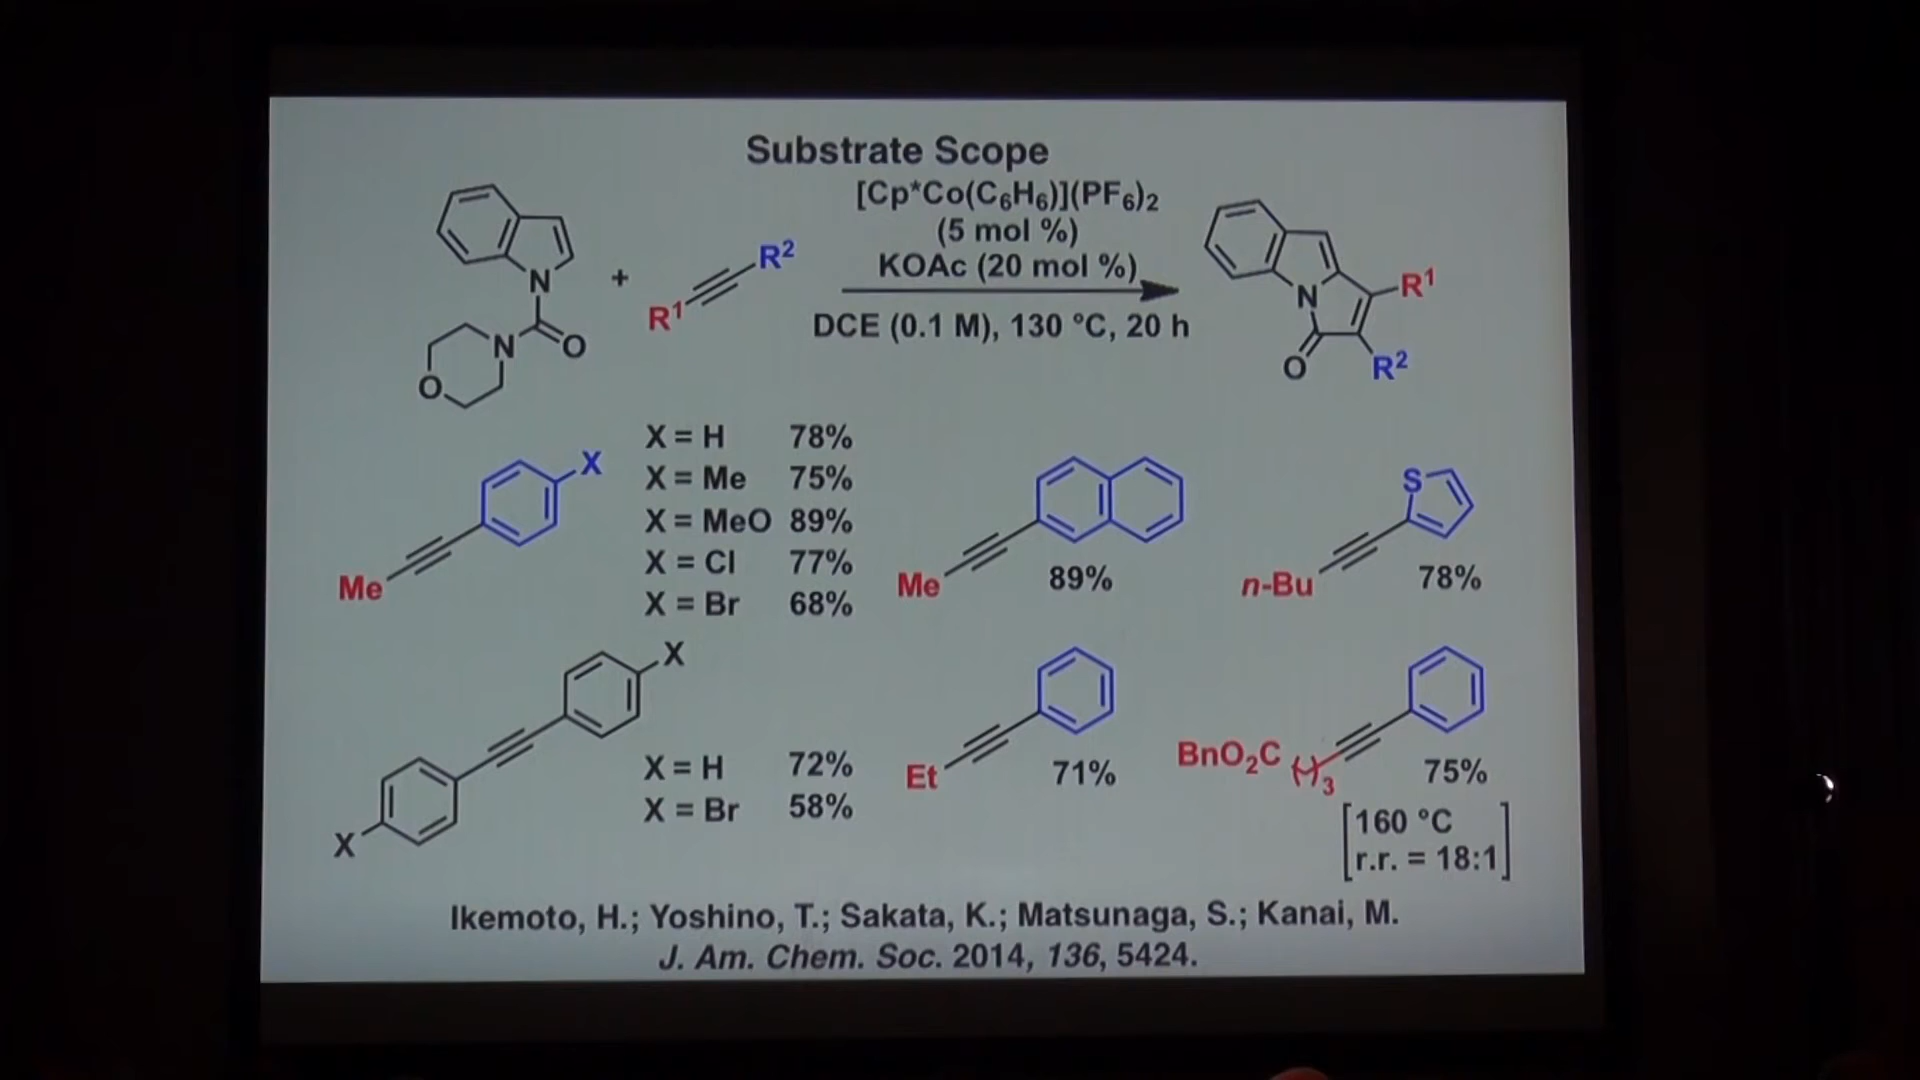 Substrate Scope
[Cp*Co(C6H6)](PF6)2
(5 mol %)
KOAc (20 mol %)
DCE (0.1 M), 130 °C, 20 h
N
N
O
O
+
R1
R2
N
O
R1
R2
Me
X
X = H 78%
X = Me 75%
X = MeO 89%
X = Cl 77%
X = Br 68%
Me
89%
n-Bu
S
78%
X
X
X = H 72%
X = Br 58%
Et
71%
BnO2C
( )3
75%
[160 °C
r.r. = 18:1]
Ikemoto, H.; Yoshino, T.; Sakata, K.; Matsunaga, S.; Kanai, M.
J. Am. Chem. Soc. 2014, 136, 5424.